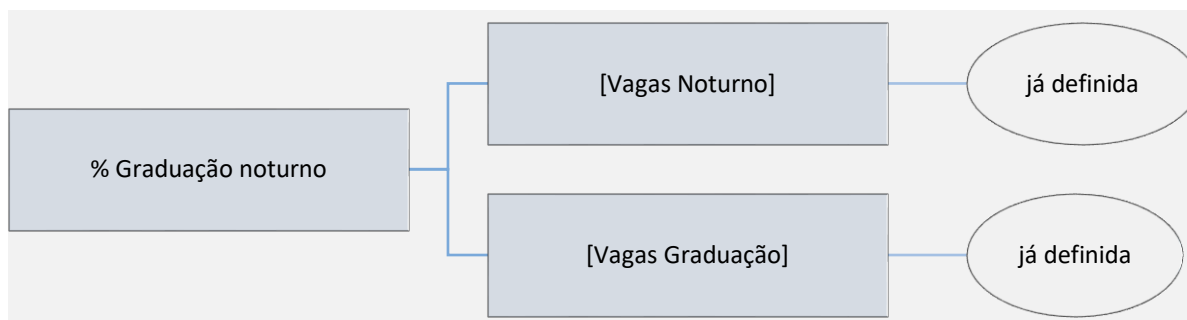 [Vagas Noturno]
já definida
% Graduação noturno
[Vagas Graduação]
já definida